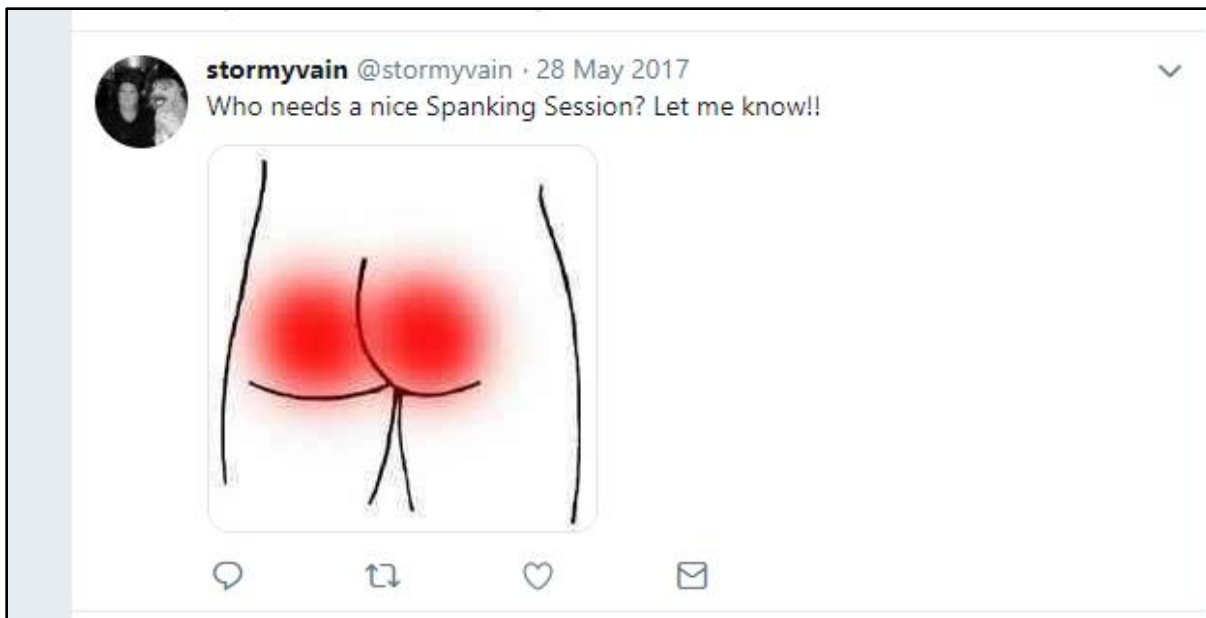 stormyvain @stormyvain · 28 May 2017
Who needs a nice Spanking Session? Let me know!!